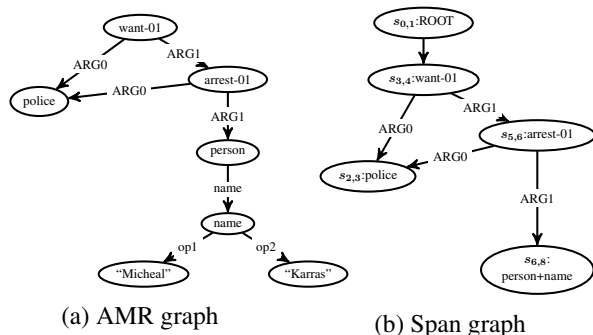 want-01
ARG0
ARG1
police
ARG0
arrest-01
ARG1
person
name
name
op1
op2
“Micheal”
“Karras”
(a) AMR graph
s0,1:ROOT
s3,4:want-01
ARG0
ARG1
s5,6:arrest-01
ARG0
s2,3:police
ARG1
s6,8:
person+name
(b) Span graph